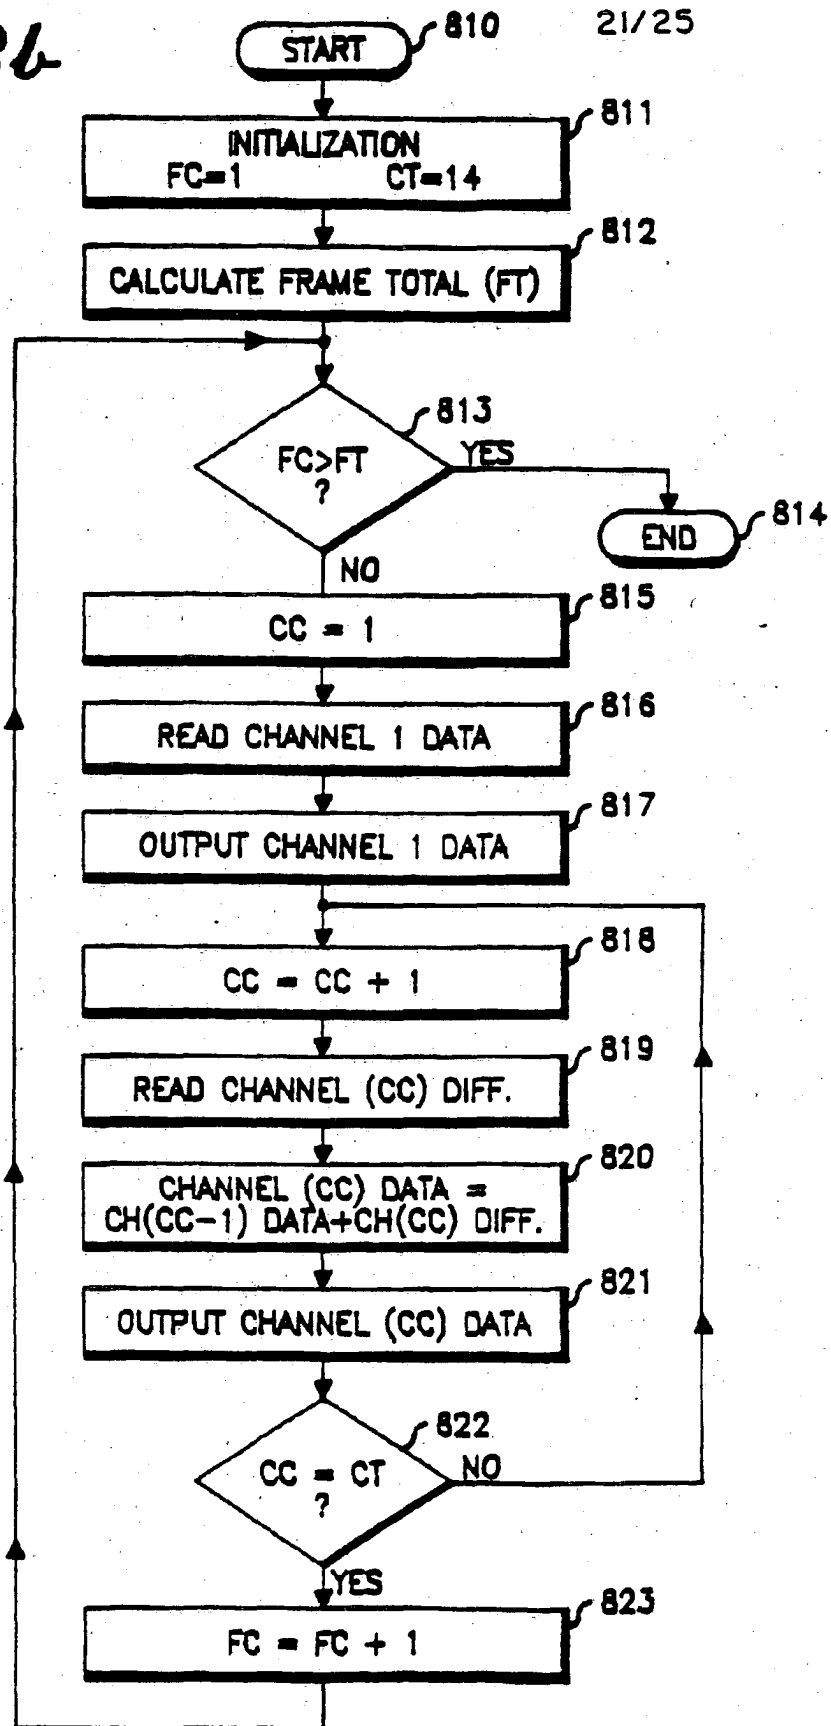 21/25
START
810
INITIALIZATION
FC=1 CT=14
811
CALCULATE FRAME TOTAL (FT)
812
FC>FT
?
813
YES
END
814
NO
CC = 1
815
READ CHANNEL 1 DATA
816
OUTPUT CHANNEL 1 DATA
817
CC = CC + 1
818
READ CHANNEL (CC) DIFF.
819
CHANNEL (CC) DATA =
CH(CC-1) DATA+CH(CC) DIFF.
820
OUTPUT CHANNEL (CC) DATA
821
CC = CT
?
822
NO
YES
FC = FC + 1
823